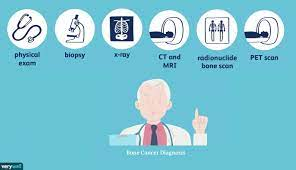 physical exam
biopsy
x-ray
CT and MRI
radionuclide bone scan
PET scan
Bone Cancer Diagnosis
verywell